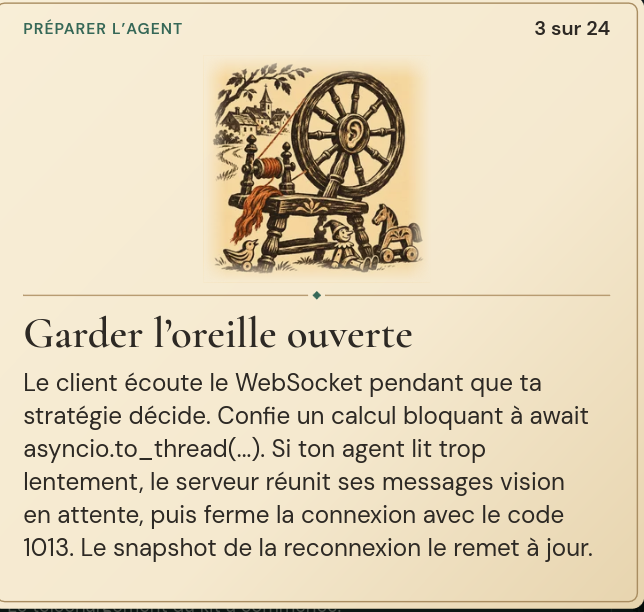 PRÉPARER L’AGENT
3 sur 24
Garder l’oreille ouverte
Le client écoute le WebSocket pendant que ta
stratégie décide. Confie un calcul bloquant à await
asyncio.to_thread(…). Si ton agent lit trop
lentement, le serveur réunit ses messages vision
en attente, puis ferme la connexion avec le code
1013. Le snapshot de la reconnexion le remet à jour.